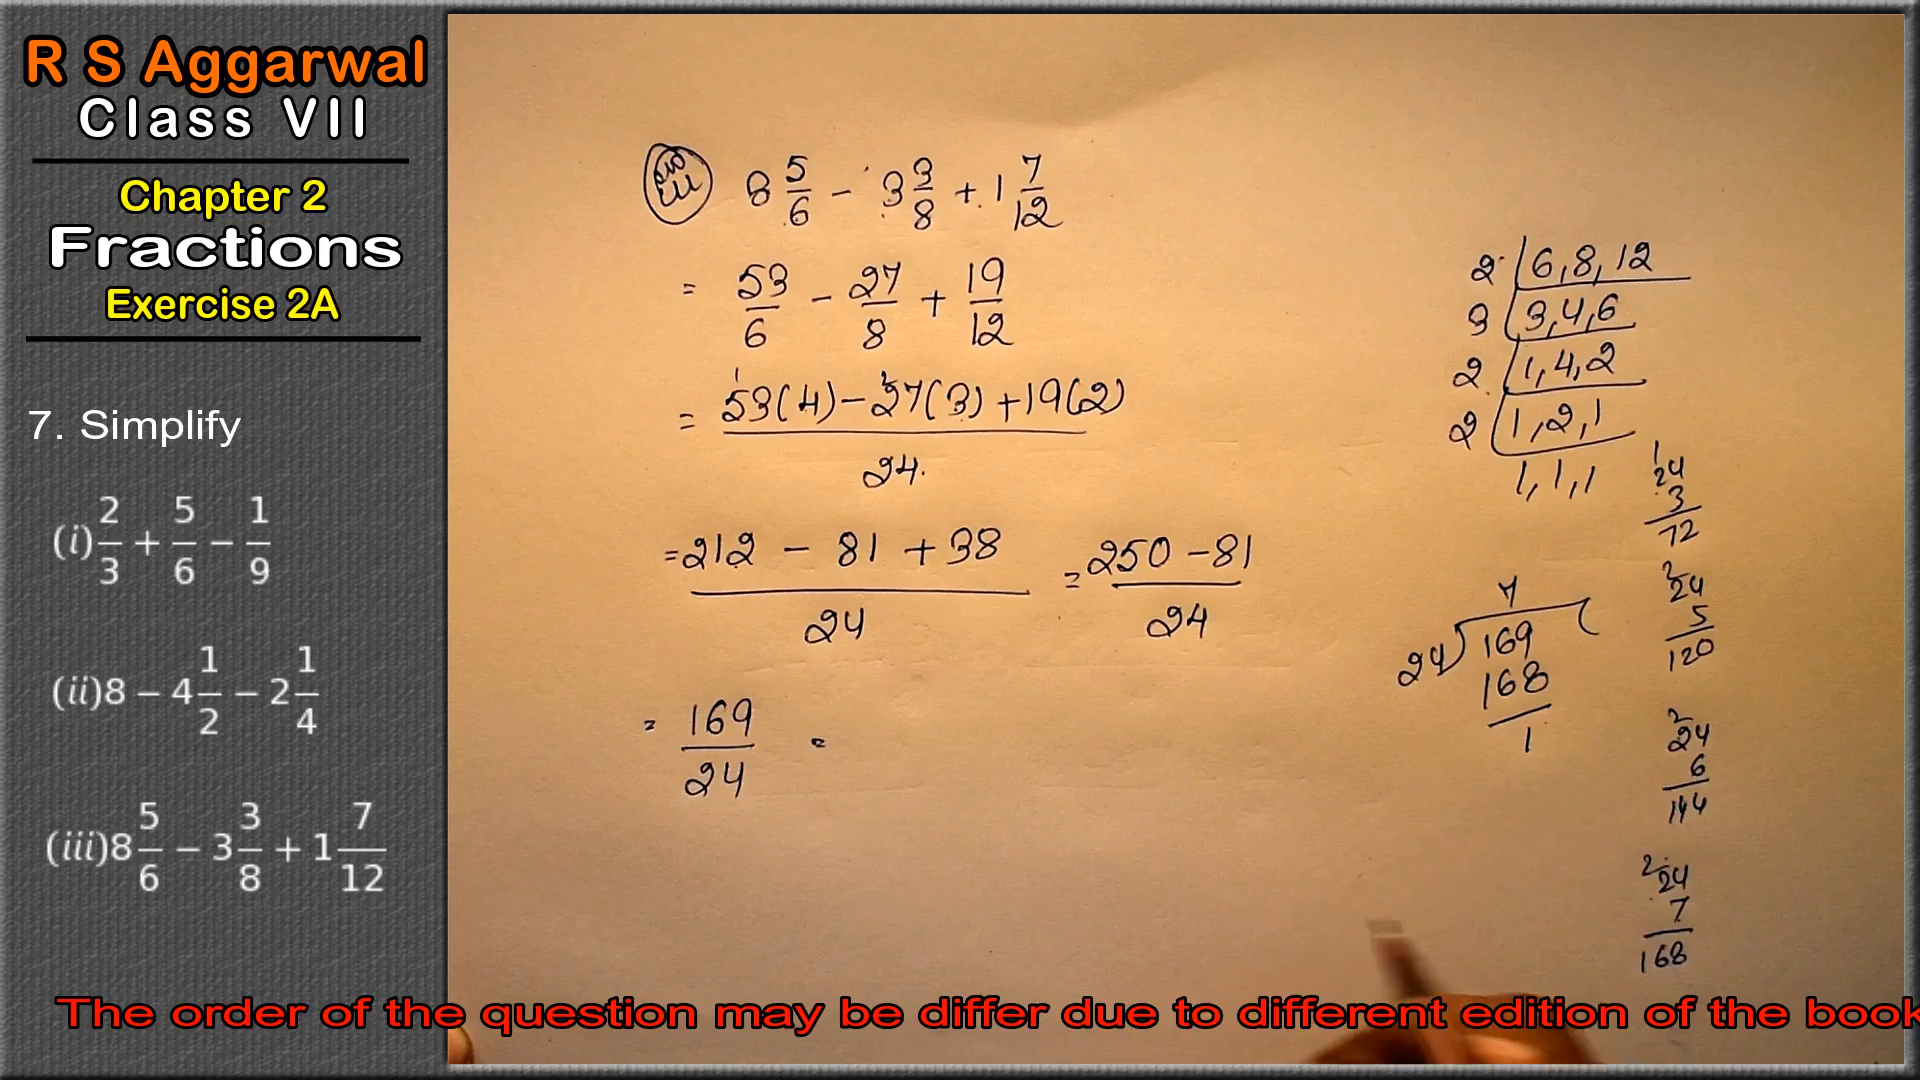 R S Aggarwal
Class VII
Chapter 2
Fractions
Exercise 2A
7. Simplify
(i) 2/3 + 5/6 − 1/9
(ii) 8 − 4 1/2 − 2 1/4
(iii) 8 5/6 − 3 3/8 + 1 7/12
8 5/6 − 3 3/8 + 1 7/12
= 53/6 − 27/8 + 19/12
= 53(4) − 27(3) + 19(2) / 24
= 212 − 81 + 38 / 24 = 250 − 81 / 24
= 169/24 =
2 | 6, 8, 12
3 | 3, 4, 6
2 | 1, 4, 2
2 | 1, 2, 1
1, 1, 1
7
24 ) 169 (
168
1
1
24
3
72
2
24
5
120
2
24
6
144
2
24
7
168
The order of the question may be differ due to different edition of the book